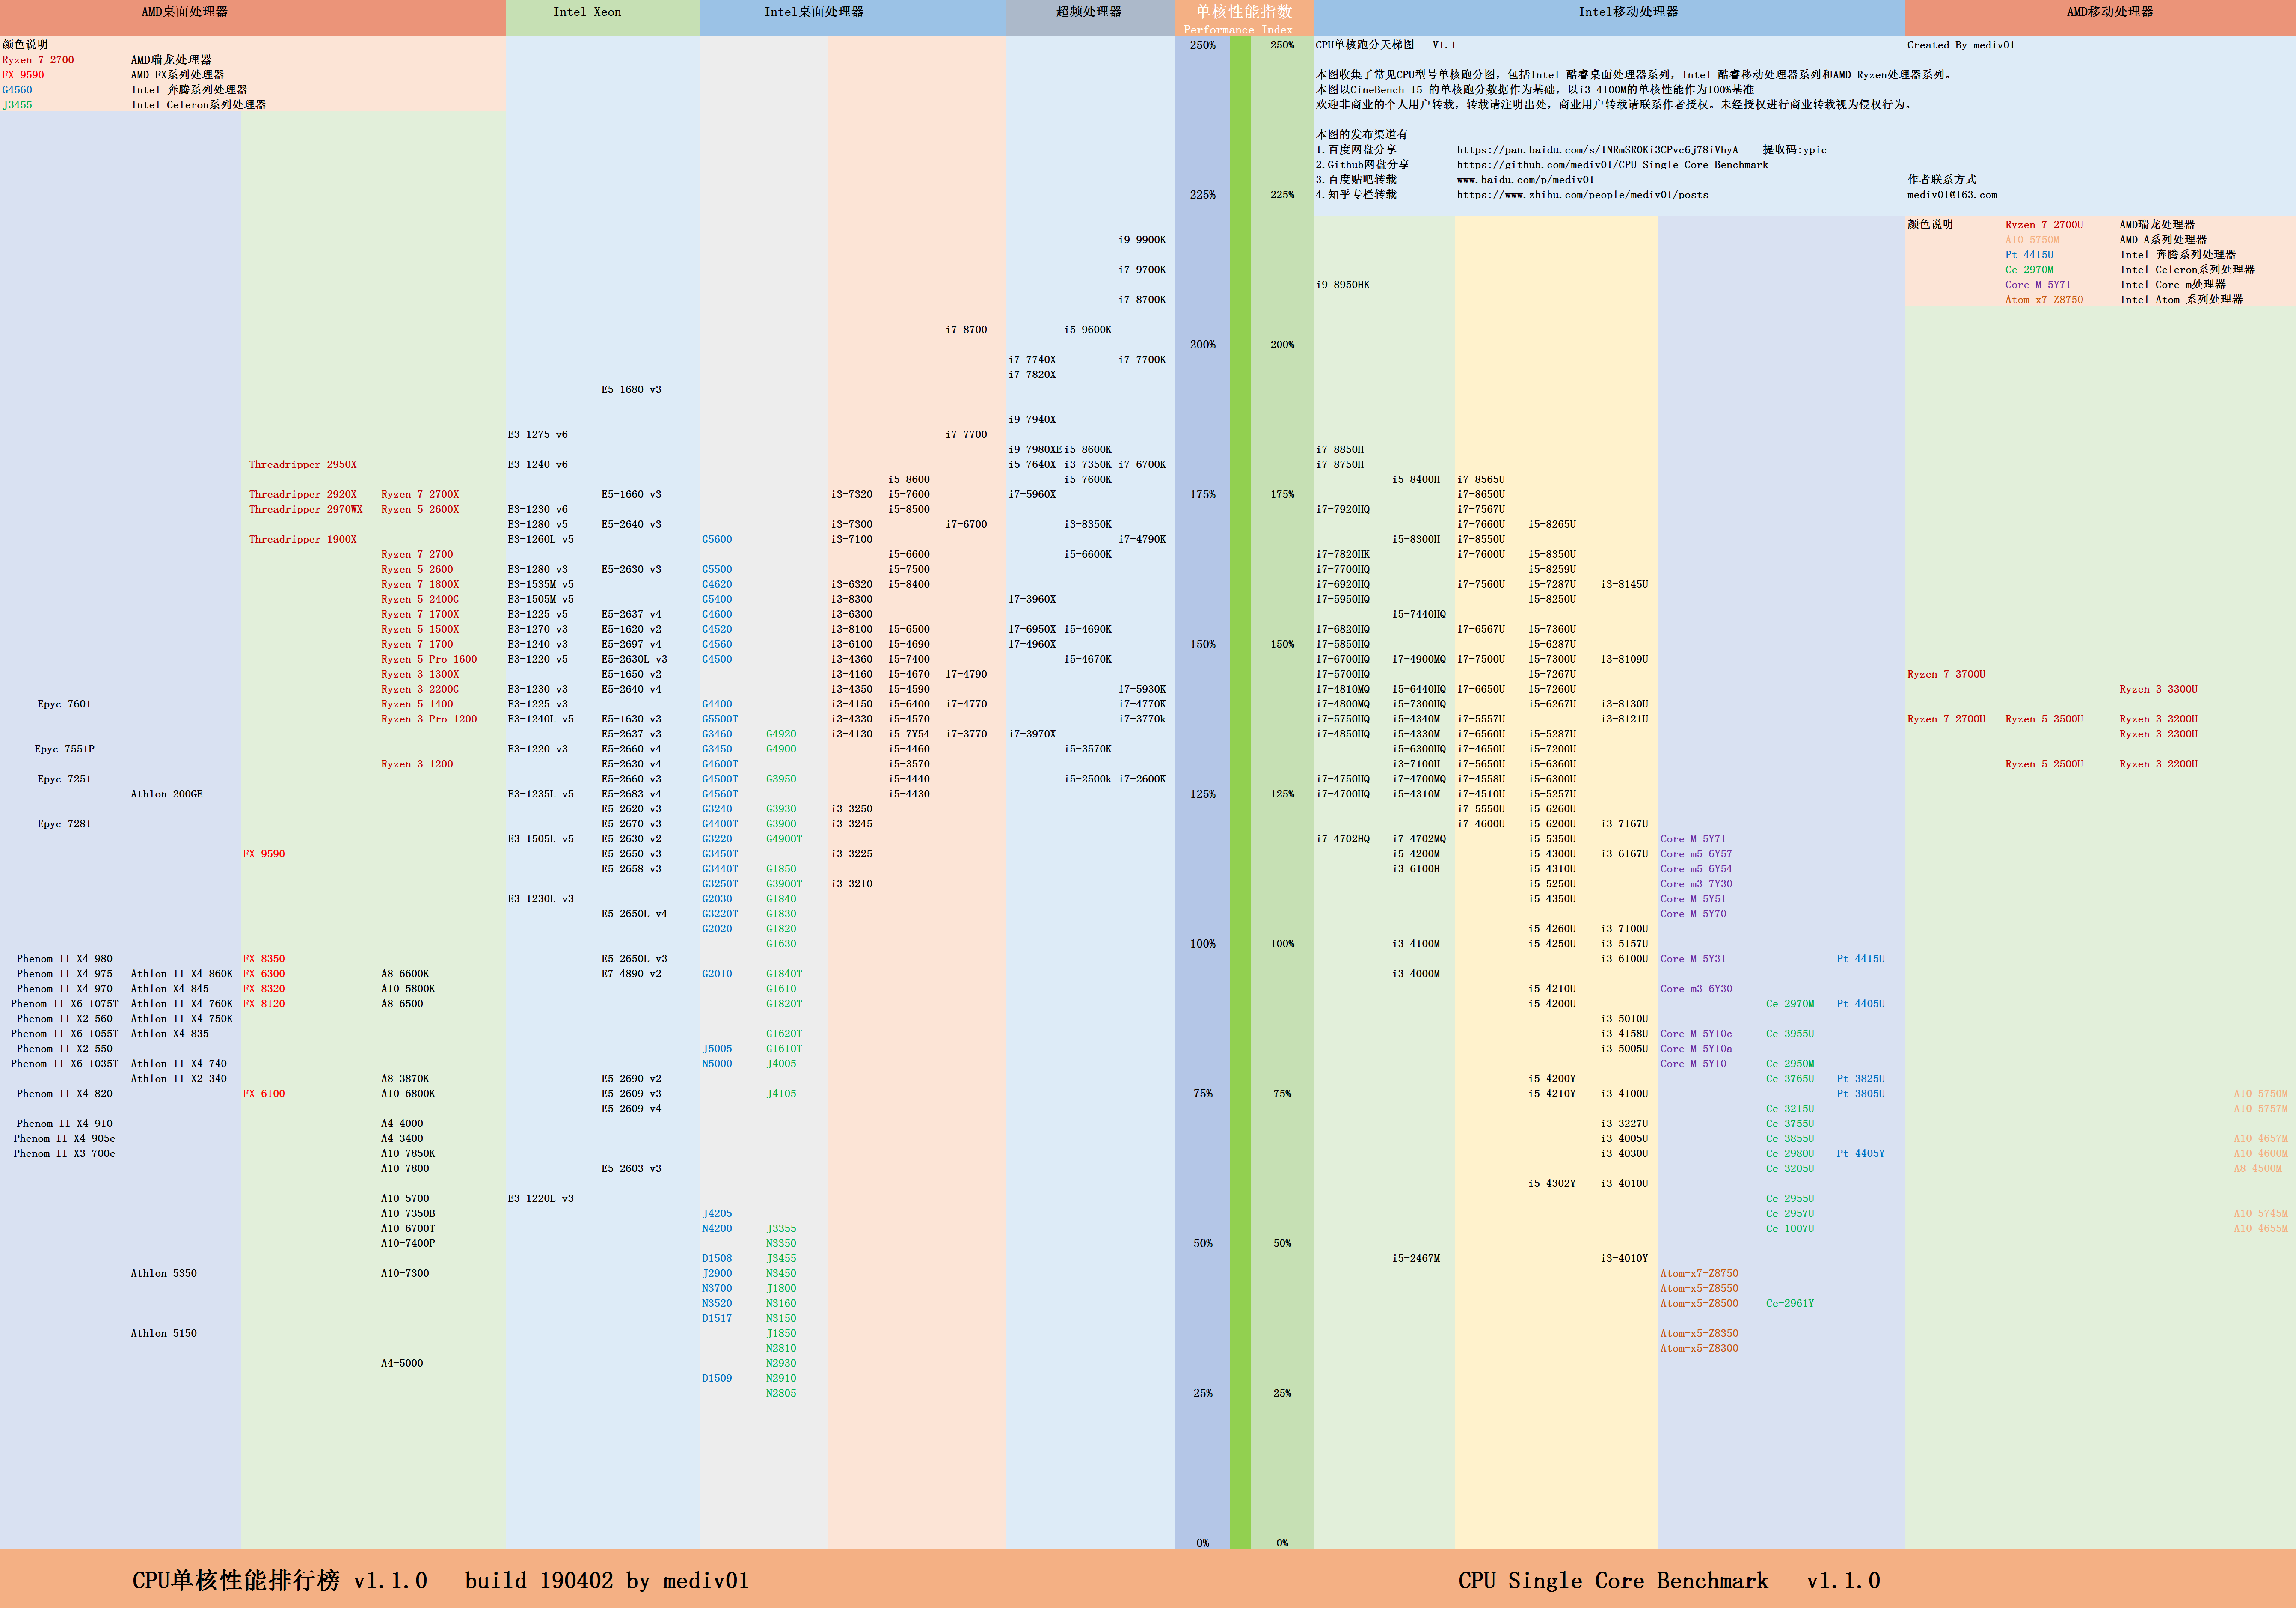 AMD桌面处理器 Intel Xeon Intel桌面处理器 超频处理器 单核性能指数 Intel移动处理器 AMD移动处理器
Performance Index
颜色说明 250% 250% CPU单核跑分天梯图 V1.1 Created By mediv01
Ryzen 7 2700 AMD瑞龙处理器
FX-9590 AMD FX系列处理器 本图收集了常见CPU型号单核跑分图，包括Intel 酷睿桌面处理器系列，Intel 酷睿移动处理器系列和AMD Ryzen处理器系列。
G4560 Intel 奔腾系列处理器 本图以CineBench 15 的单核跑分数据作为基础，以i3-4100M的单核性能作为100%基准
J3455 Intel Celeron系列处理器 欢迎非商业的个人用户转载，转载请注明出处，商业用户转载请联系作者授权。未经授权进行商业转载视为侵权行为。
本图的发布渠道有
1.百度网盘分享 https://pan.baidu.com/s/1NRmSR0Ki3CPvc6j78iVhyA 提取码:ypic
2.Github网盘分享 https://github.com/mediv01/CPU-Single-Core-Benchmark
3.百度贴吧转载 www.baidu.com/p/mediv01 作者联系方式
225% 225% 4.知乎专栏转载 https://www.zhihu.com/people/mediv01/posts mediv01@163.com
颜色说明 Ryzen 7 2700U AMD瑞龙处理器
i9-9900K A10-5750M AMD A系列处理器
Pt-4415U Intel 奔腾系列处理器
i7-9700K Ce-2970M Intel Celeron系列处理器
i9-8950HK Core-M-5Y71 Intel Core m处理器
i7-8700K Atom-x7-Z8750 Intel Atom 系列处理器
i7-8700 i5-9600K
200% 200%
i7-7740X i7-7700K
i7-7820X
E5-1680 v3
i9-7940X
E3-1275 v6 i7-7700
i9-7980XE i5-8600K i7-8850H
Threadripper 2950X E3-1240 v6 i5-7640X i3-7350K i7-6700K i7-8750H
i5-8600 i5-7600K i5-8400H i7-8565U
Threadripper 2920X Ryzen 7 2700X E5-1660 v3 i3-7320 i5-7600 i7-5960X 175% 175% i7-8650U
Threadripper 2970WX Ryzen 5 2600X E3-1230 v6 i5-8500 i7-7920HQ i7-7567U
E3-1280 v5 E5-2640 v3 i3-7300 i7-6700 i3-8350K i7-7660U i5-8265U
Threadripper 1900X E3-1260L v5 G5600 i3-7100 i7-4790K i5-8300H i7-8550U
Ryzen 7 2700 i5-6600 i5-6600K i7-7820HK i7-7600U i5-8350U
Ryzen 5 2600 E3-1280 v3 E5-2630 v3 G5500 i5-7500 i7-7700HQ i5-8259U
Ryzen 7 1800X E3-1535M v5 G4620 i3-6320 i5-8400 i7-6920HQ i7-7560U i5-7287U i3-8145U
Ryzen 5 2400G E3-1505M v5 G5400 i3-8300 i7-3960X i7-5950HQ i5-8250U
Ryzen 7 1700X E3-1225 v5 E5-2637 v4 G4600 i3-6300 i5-7440HQ
Ryzen 5 1500X E3-1270 v3 E5-1620 v2 G4520 i3-8100 i5-6500 i7-6950X i5-4690K i7-6820HQ i7-6567U i5-7360U
Ryzen 7 1700 E3-1240 v3 E5-2697 v4 G4560 i3-6100 i5-4690 i7-4960X 150% 150% i7-5850HQ i5-6287U
Ryzen 5 Pro 1600 E3-1220 v5 E5-2630L v3 G4500 i3-4360 i5-7400 i5-4670K i7-6700HQ i7-4900MQ i7-7500U i5-7300U i3-8109U
Ryzen 3 1300X E5-1650 v2 i3-4160 i5-4670 i7-4790 i7-5700HQ i5-7267U Ryzen 7 3700U
Ryzen 3 2200G E3-1230 v3 E5-2640 v4 i3-4350 i5-4590 i7-5930K i7-4810MQ i5-6440HQ i7-6650U i5-7260U Ryzen 3 3300U
Epyc 7601 Ryzen 5 1400 E3-1225 v3 G4400 i3-4150 i5-6400 i7-4770 i7-4770K i7-4800MQ i5-7300HQ i5-6267U i3-8130U
Ryzen 3 Pro 1200 E3-1240L v5 E5-1630 v3 G5500T i3-4330 i5-4570 i7-3770k i7-5750HQ i5-4340M i7-5557U i3-8121U Ryzen 7 2700U Ryzen 5 3500U Ryzen 3 3200U
E5-2637 v3 G3460 G4920 i3-4130 i5 7Y54 i7-3770 i7-3970X i7-4850HQ i5-4330M i7-6560U i5-5287U Ryzen 3 2300U
Epyc 7551P E3-1220 v3 E5-2660 v4 G3450 G4900 i5-4460 i5-3570K i5-6300HQ i7-4650U i5-7200U
Ryzen 3 1200 E5-2630 v4 G4600T i5-3570 i3-7100H i7-5650U i5-6360U Ryzen 5 2500U Ryzen 3 2200U
Epyc 7251 E5-2660 v3 G4500T G3950 i5-4440 i5-2500k i7-2600K i7-4750HQ i7-4700MQ i7-4558U i5-6300U
Athlon 200GE E3-1235L v5 E5-2683 v4 G4560T i5-4430 125% 125% i7-4700HQ i5-4310M i7-4510U i5-5257U
E5-2620 v3 G3240 G3930 i3-3250 i7-5550U i5-6260U
Epyc 7281 E5-2670 v3 G4400T G3900 i3-3245 i7-4600U i5-6200U i3-7167U
E3-1505L v5 E5-2630 v2 G3220 G4900T i7-4702HQ i7-4702MQ i5-5350U Core-M-5Y71
FX-9590 E5-2650 v3 G3450T i3-3225 i5-4200M i5-4300U i3-6167U Core-m5-6Y57
E5-2658 v3 G3440T G1850 i3-6100H i5-4310U Core-m5-6Y54
G3250T G3900T i3-3210 i5-5250U Core-m3 7Y30
E3-1230L v3 G2030 G1840 i5-4350U Core-M-5Y51
E5-2650L v4 G3220T G1830 Core-M-5Y70
G2020 G1820 i5-4260U i3-7100U
G1630 100% 100% i3-4100M i5-4250U i3-5157U
Phenom II X4 980 FX-8350 E5-2650L v3 i3-6100U Core-M-5Y31 Pt-4415U
Phenom II X4 975 Athlon II X4 860K FX-6300 A8-6600K E7-4890 v2 G2010 G1840T i3-4000M
Phenom II X4 970 Athlon X4 845 FX-8320 A10-5800K G1610 i5-4210U Core-m3-6Y30
Phenom II X6 1075T Athlon II X4 760K FX-8120 A8-6500 G1820T i5-4200U Ce-2970M Pt-4405U
Phenom II X2 560 Athlon II X4 750K i3-5010U
Phenom II X6 1055T Athlon X4 835 G1620T i3-4158U Core-M-5Y10c Ce-3955U
Phenom II X2 550 J5005 G1610T i3-5005U Core-M-5Y10a
Phenom II X6 1035T Athlon II X4 740 N5000 J4005 Core-M-5Y10 Ce-2950M
Athlon II X2 340 A8-3870K E5-2690 v2 i5-4200Y Ce-3765U Pt-3825U
Phenom II X4 820 FX-6100 A10-6800K E5-2609 v3 J4105 75% 75% i5-4210Y i3-4100U Pt-3805U A10-5750M
E5-2609 v4 Ce-3215U A10-5757M
Phenom II X4 910 A4-4000 i3-3227U Ce-3755U
Phenom II X4 905e A4-3400 i3-4005U Ce-3855U A10-4657M
Phenom II X3 700e A10-7850K i3-4030U Ce-2980U Pt-4405Y A10-4600M
A10-7800 E5-2603 v3 Ce-3205U A8-4500M
i5-4302Y i3-4010U
A10-5700 E3-1220L v3 Ce-2955U
A10-7350B J4205 Ce-2957U A10-5745M
A10-6700T N4200 J3355 Ce-1007U A10-4655M
A10-7400P N3350 50% 50%
D1508 J3455 i5-2467M i3-4010Y
Athlon 5350 A10-7300 J2900 N3450 Atom-x7-Z8750
N3700 J1800 Atom-x5-Z8550
N3520 N3160 Atom-x5-Z8500 Ce-2961Y
D1517 N3150
Athlon 5150 J1850 Atom-x5-Z8350
N2810 Atom-x5-Z8300
A4-5000 N2930
D1509 N2910
N2805 25% 25%
0% 0%
CPU单核性能排行榜 v1.1.0 build 190402 by mediv01 CPU Single Core Benchmark v1.1.0